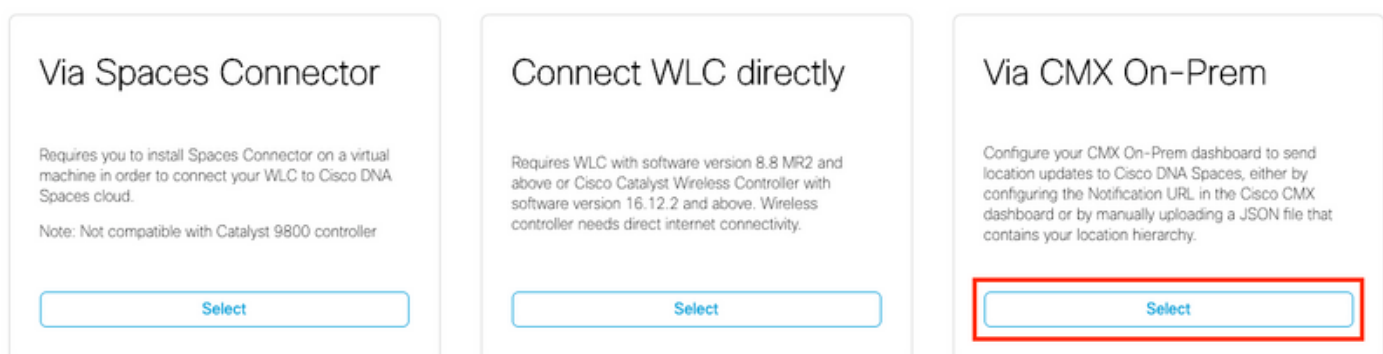 Via Spaces Connector
Requires you to install Spaces Connector on a virtual
machine in order to connect your WLC to Cisco DNA
Spaces cloud.
Note: Not compatible with Catalyst 9800 controller
Select
Connect WLC directly
Requires WLC with software version 8.8 MR2 and
above or Cisco Catalyst Wireless Controller with
software version 16.12.2 and above. Wireless
controller needs direct internet connectivity.
Select
Via CMX On-Prem
Configure your CMX On-Prem dashboard to send
location updates to Cisco DNA Spaces, either by
configuring the Notification URL in the Cisco CMX
dashboard or by manually uploading a JSON file that
contains your location hierarchy.
Select